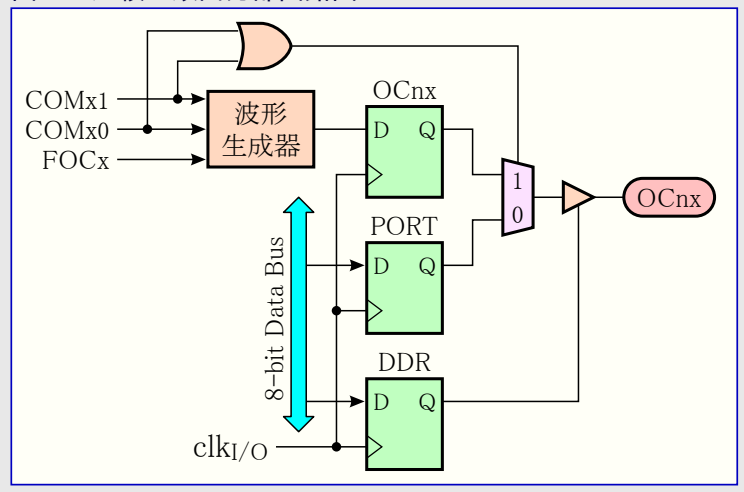 COMx1
COMx0
FOCx
波形
生成器
OCnx
D Q
1
0
OCnx
PORT
D Q
8-bit Data Bus
DDR
D Q
clkI/O